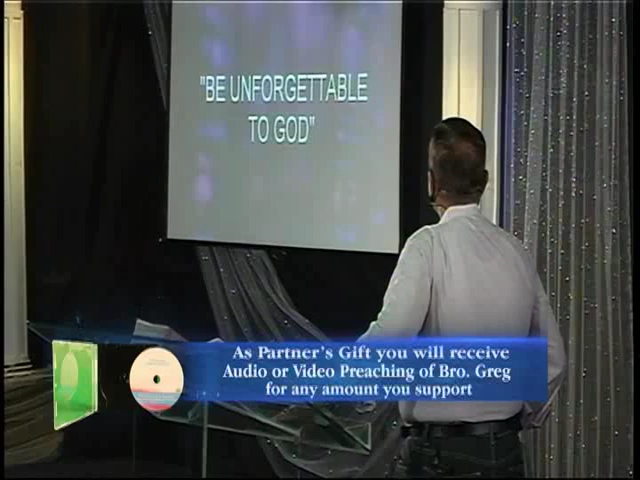 "BE UNFORGETTABLE
TO GOD"
As Partner's Gift you will receive
Audio or Video Preaching of Bro. Greg
for any amount you support